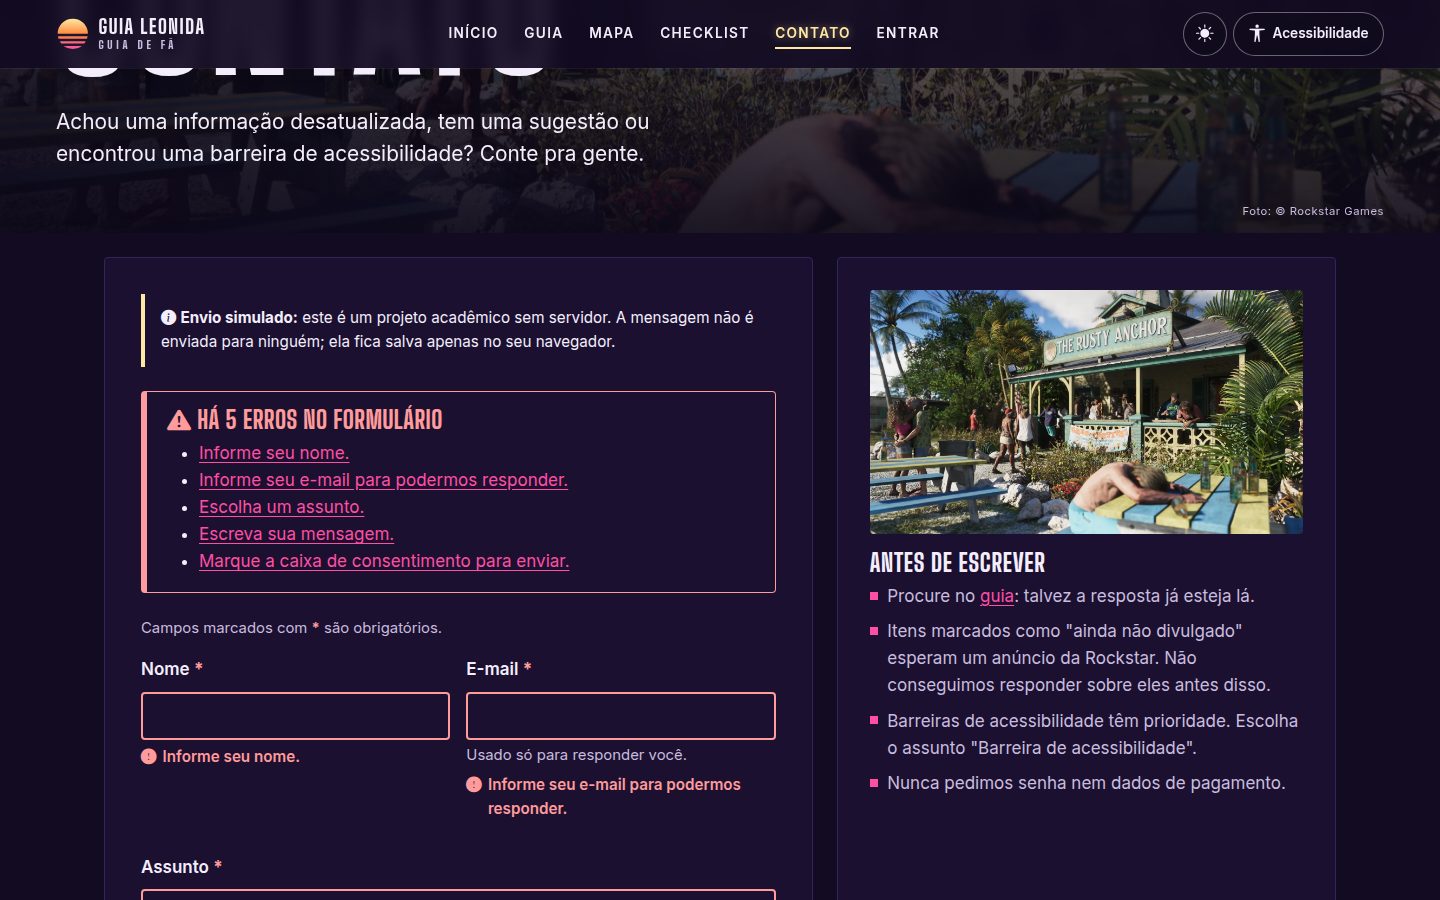 GUIA LEONIDA
GUIA DE FÃ
INÍCIO
GUIA
MAPA
CHECKLIST
CONTATO
ENTRAR
Acessibilidade
Achou uma informação desatualizada, tem uma sugestão ou
encontrou uma barreira de acessibilidade? Conte pra gente.
Foto: © Rockstar Games
Envio simulado: este é um projeto acadêmico sem servidor. A mensagem não é
enviada para ninguém; ela fica salva apenas no seu navegador.
HÁ 5 ERROS NO FORMULÁRIO
Informe seu nome.
Informe seu e-mail para podermos responder.
Escolha um assunto.
Escreva sua mensagem.
Marque a caixa de consentimento para enviar.
Campos marcados com * são obrigatórios.
Nome *
Informe seu nome.
E-mail *
Usado só para responder você.
Informe seu e-mail para podermos
responder.
Assunto *
THE RUSTY ANCHOR
ANTES DE ESCREVER
Procure no guia: talvez a resposta já esteja lá.
Itens marcados como "ainda não divulgado"
esperam um anúncio da Rockstar. Não
conseguimos responder sobre eles antes disso.
Barreiras de acessibilidade têm prioridade. Escolha
o assunto "Barreira de acessibilidade".
Nunca pedimos senha nem dados de pagamento.